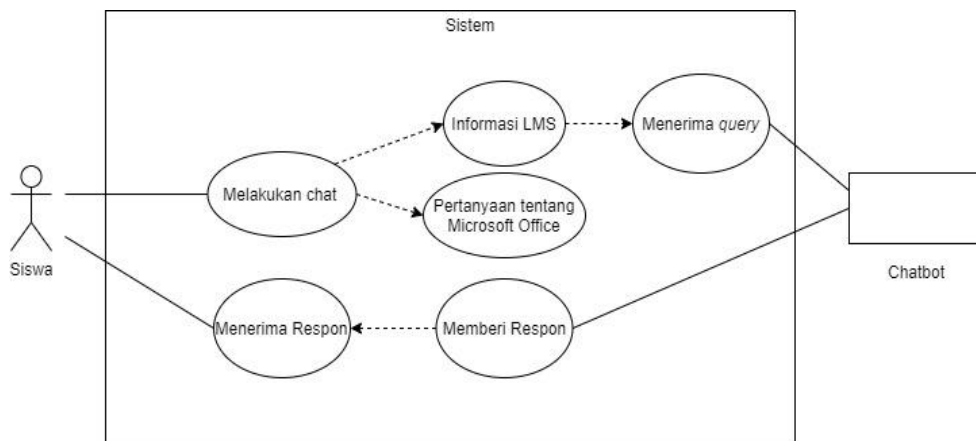 Sistem
Informasi LMS
Menerima query
Melakukan chat
Pertanyaan tentang
Microsoft Office
Siswa
Chatbot
Menerima Respon
Memberi Respon